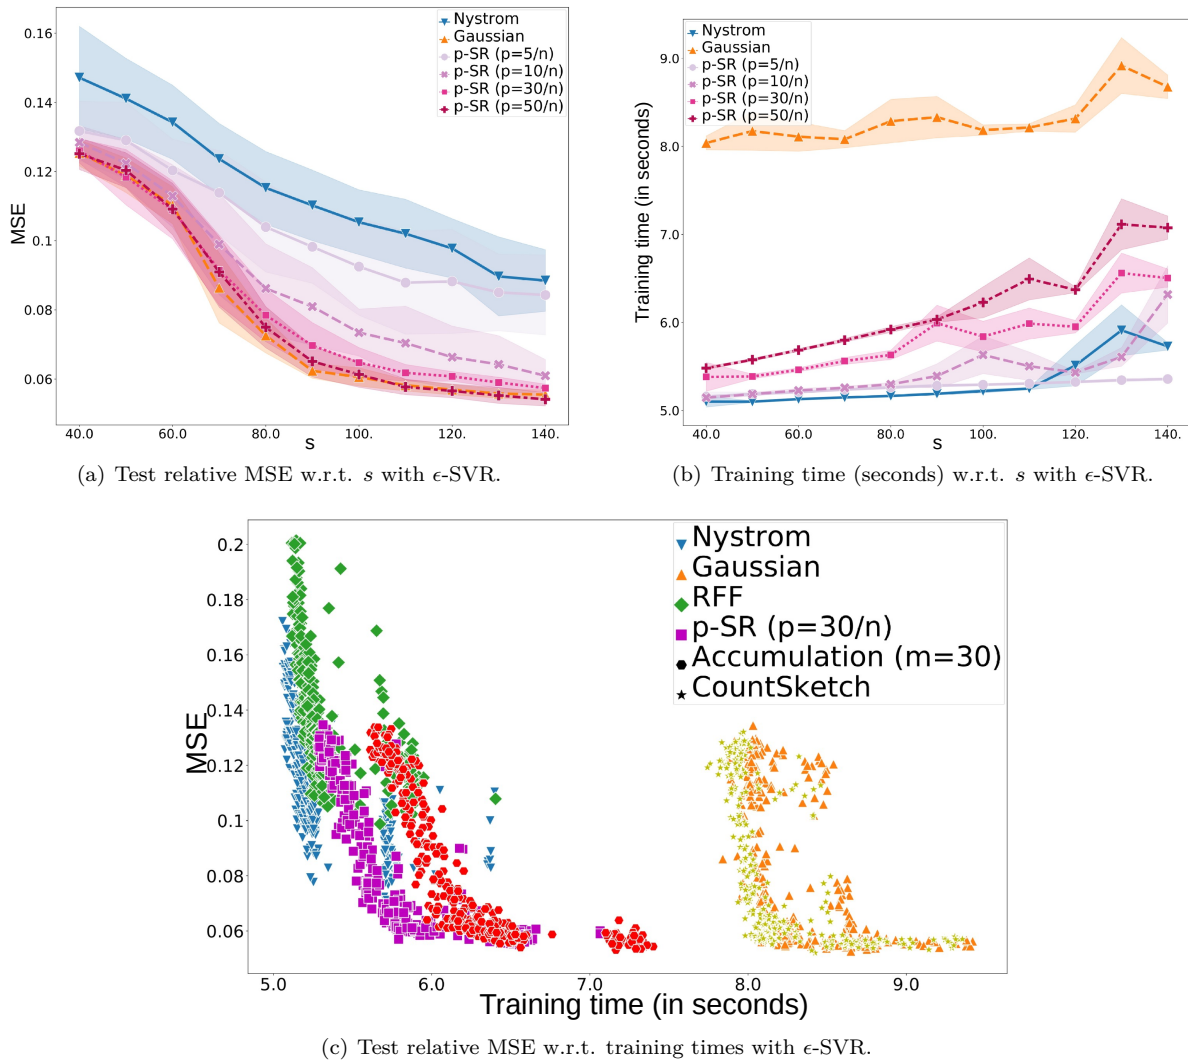 0.16
0.14
0.12
0.1
0.08
0.06
MSE
40.0
60.0
80.0
100.
120.
140.
s
Nystrom
Gaussian
p-SR (p=5/n)
p-SR (p=10/n)
p-SR (p=30/n)
p-SR (p=50/n)
(a) Test relative MSE w.r.t. s with ϵ-SVR.
9.0
8.0
7.0
6.0
5.0
Training time (in seconds)
40.0
60.0
80.0
100.
120.
140.
s
Nystrom
Gaussian
p-SR (p=5/n)
p-SR (p=10/n)
p-SR (p=30/n)
p-SR (p=50/n)
(b) Training time (seconds) w.r.t. s with ϵ-SVR.
0.2
0.18
0.16
0.14
0.12
0.1
0.08
0.06
MSE
5.0
6.0
7.0
8.0
9.0
Training time (in seconds)
Nystrom
Gaussian
RFF
p-SR (p=30/n)
Accumulation (m=30)
CountSketch
(c) Test relative MSE w.r.t. training times with ϵ-SVR.